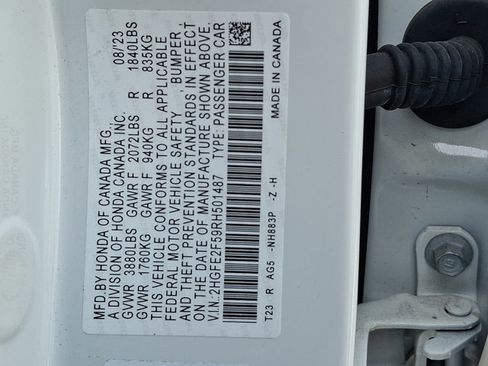 MFD.BY HONDA OF CANADA MFG.
A DIVISION OF HONDA CANADA INC. 08/'23
GVWR 3880LBS GAWR F 2072LBS R 1840LBS
GVWR 1760KG GAWR F 940KG R 835KG
THIS VEHICLE CONFORMS TO ALL APPLICABLE
FEDERAL MOTOR VEHICLE SAFETY BUMPER
AND THEFT PREVENTION STANDARDS IN EFFECT
ON THE DATE OF MANUFACTURE SHOWN ABOVE.
V.I.N:2HGFE2F59RH501487 TYPE: PASSENGER CAR
T23 R AG5 -NH883P -Z -H MADE IN CANADA